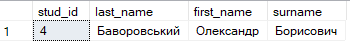 stud_id last_name first_name surname
1 4 Баворовський Олександр Борисович